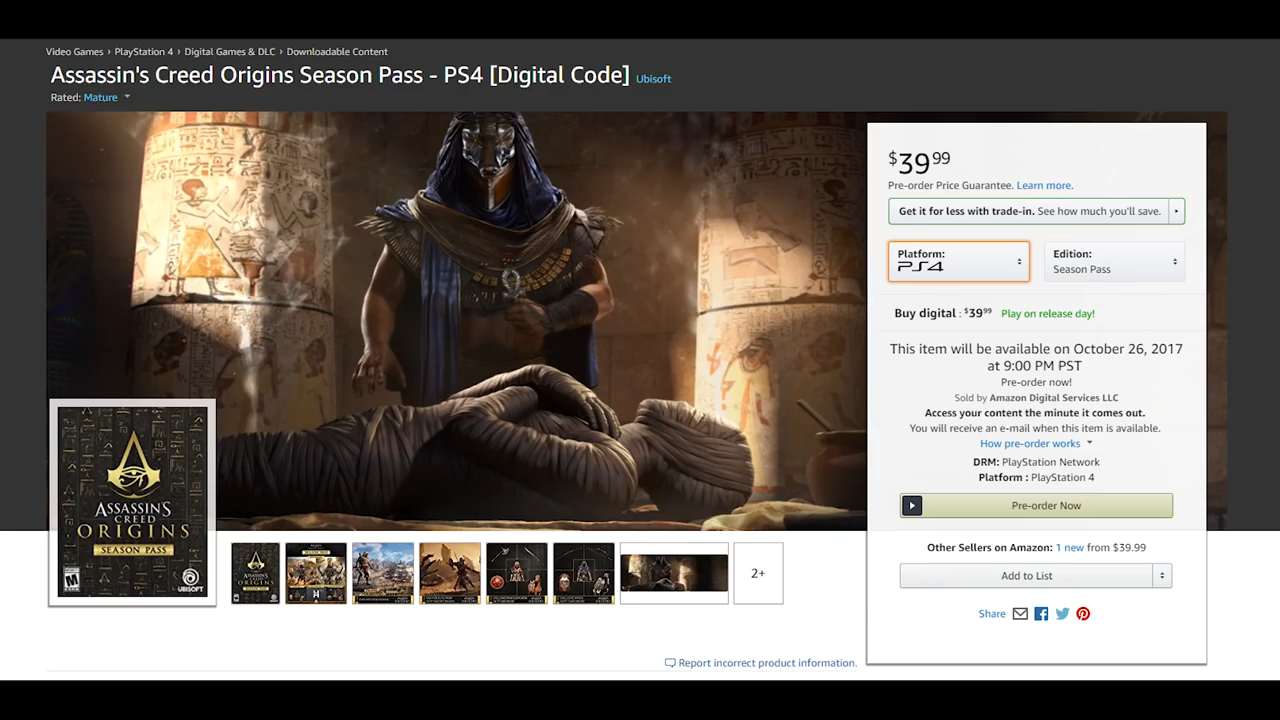 Video Games › PlayStation 4 › Digital Games & DLC › Downloadable Content
Assassin's Creed Origins Season Pass - PS4 [Digital Code] Ubisoft
Rated: Mature
$39 99
Pre-order Price Guarantee. Learn more.
Get it for less with trade-in. See how much you'll save.
Platform:
PS4
Edition:
Season Pass
Buy digital : $39 99 Play on release day!
This item will be available on October 26, 2017
at 9:00 PM PST
Pre-order now!
Sold by Amazon Digital Services LLC
Access your content the minute it comes out.
You will receive an e-mail when this item is available.
How pre-order works
DRM: PlayStation Network
Platform : PlayStation 4
Pre-order Now
Other Sellers on Amazon: 1 new from $39.99
Add to List
Share
ASSASSIN'S
CREED
ORIGINS
SEASON PASS
M
UBISOFT
2+
Report incorrect product information.